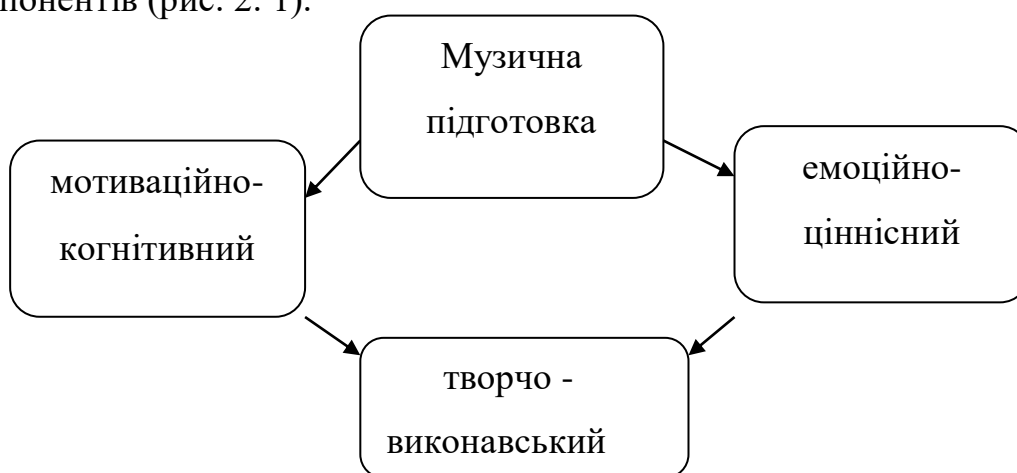 понентів (рис. 2. 1).
Музична
підготовка
мотиваційно-
когнітивний
емоційно-
ціннісний
творчо -
виконавський